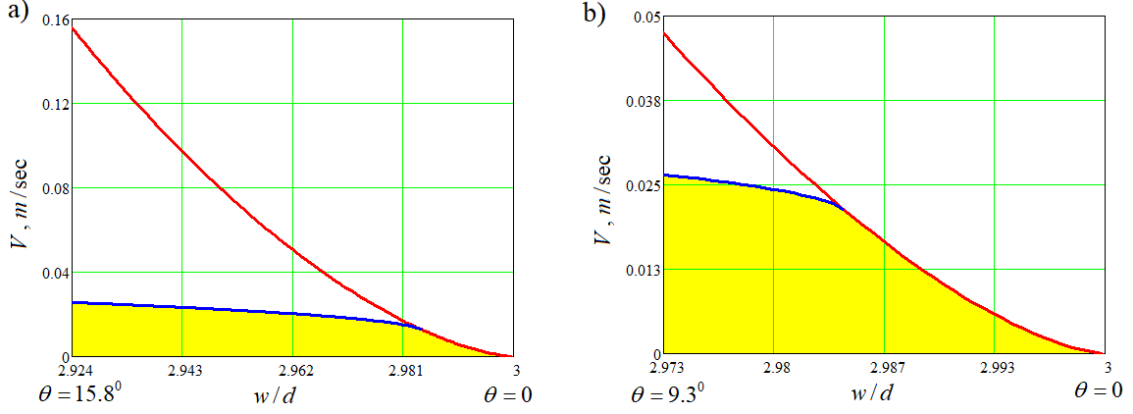 a)
0.16
0.12
0.08
0.04
0
V , m/sec
2.924 2.943 2.962 2.981 3
θ = 15.8⁰ w/d θ = 0
b)
0.05
0.038
0.025
0.013
0
V , m/sec
2.973 2.98 2.987 2.993 3
θ = 9.3⁰ w/d θ = 0